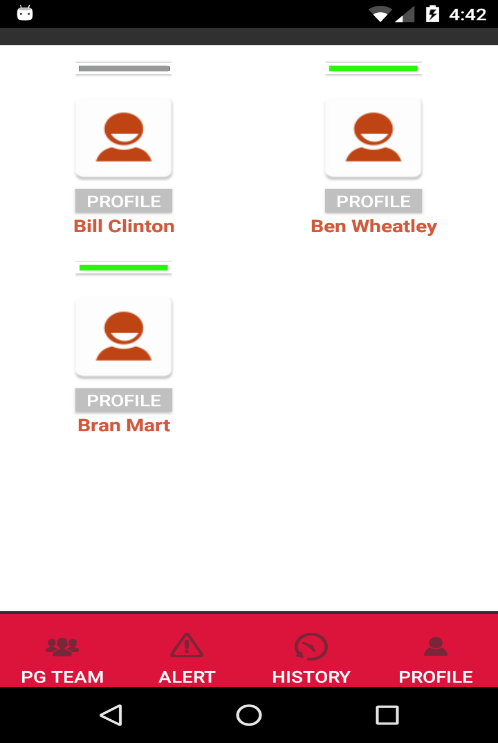 4:42
PROFILE PROFILE
Bill Clinton Ben Wheatley
PROFILE
Bran Mart
PG TEAM ALERT HISTORY PROFILE